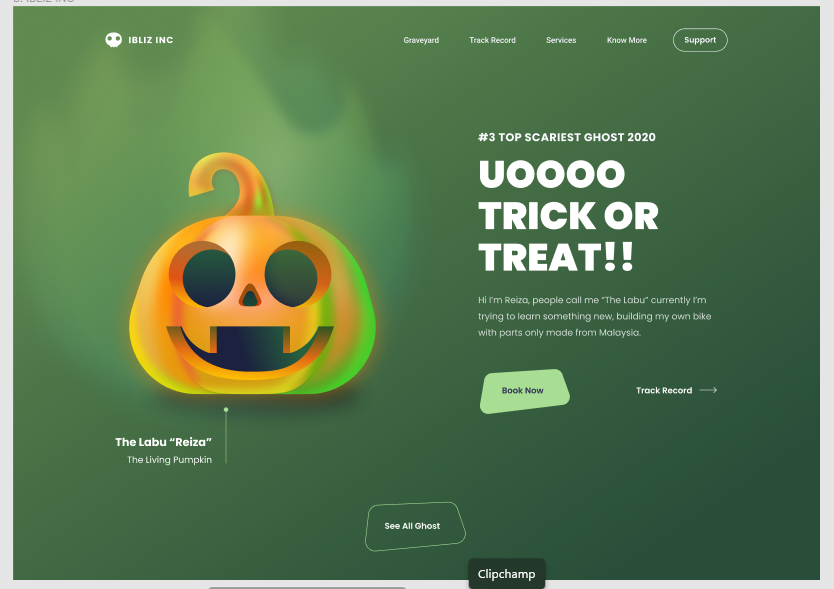 IBLIZ INC
Graveyard
Track Record
Services
Know More
Support
#3 TOP SCARIEST GHOST 2020
UOOOO
TRICK OR
TREAT!!
Hi I'm Reiza, people call me "The Labu" currently I'm
trying to learn something new, building my own bike
with parts only made from Malaysia.
Book Now
Track Record
The Labu “Reiza”
The Living Pumpkin
See All Ghost
Clipchamp